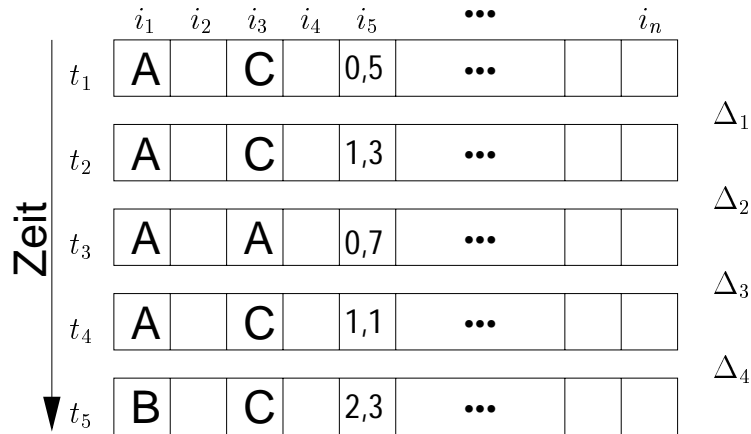 i₁ i₂ i₃ i₄ i₅ ••• iₙ
t₁ A C 0,5 •••
Δ₁
t₂ A C 1,3 •••
Δ₂
t₃ A A 0,7 •••
Δ₃
t₄ A C 1,1 •••
Δ₄
t₅ B C 2,3 •••
Zeit